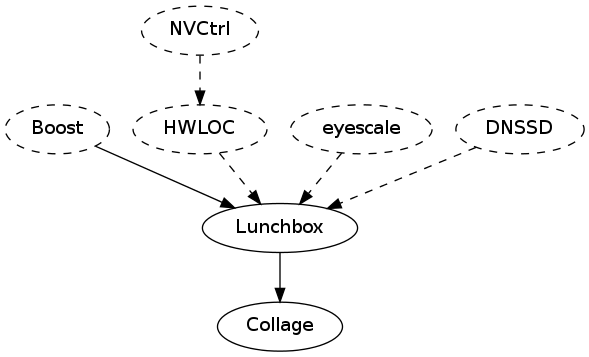 NVCtrl
Boost
HWLOC
eyescale
DNSSD
Lunchbox
Collage